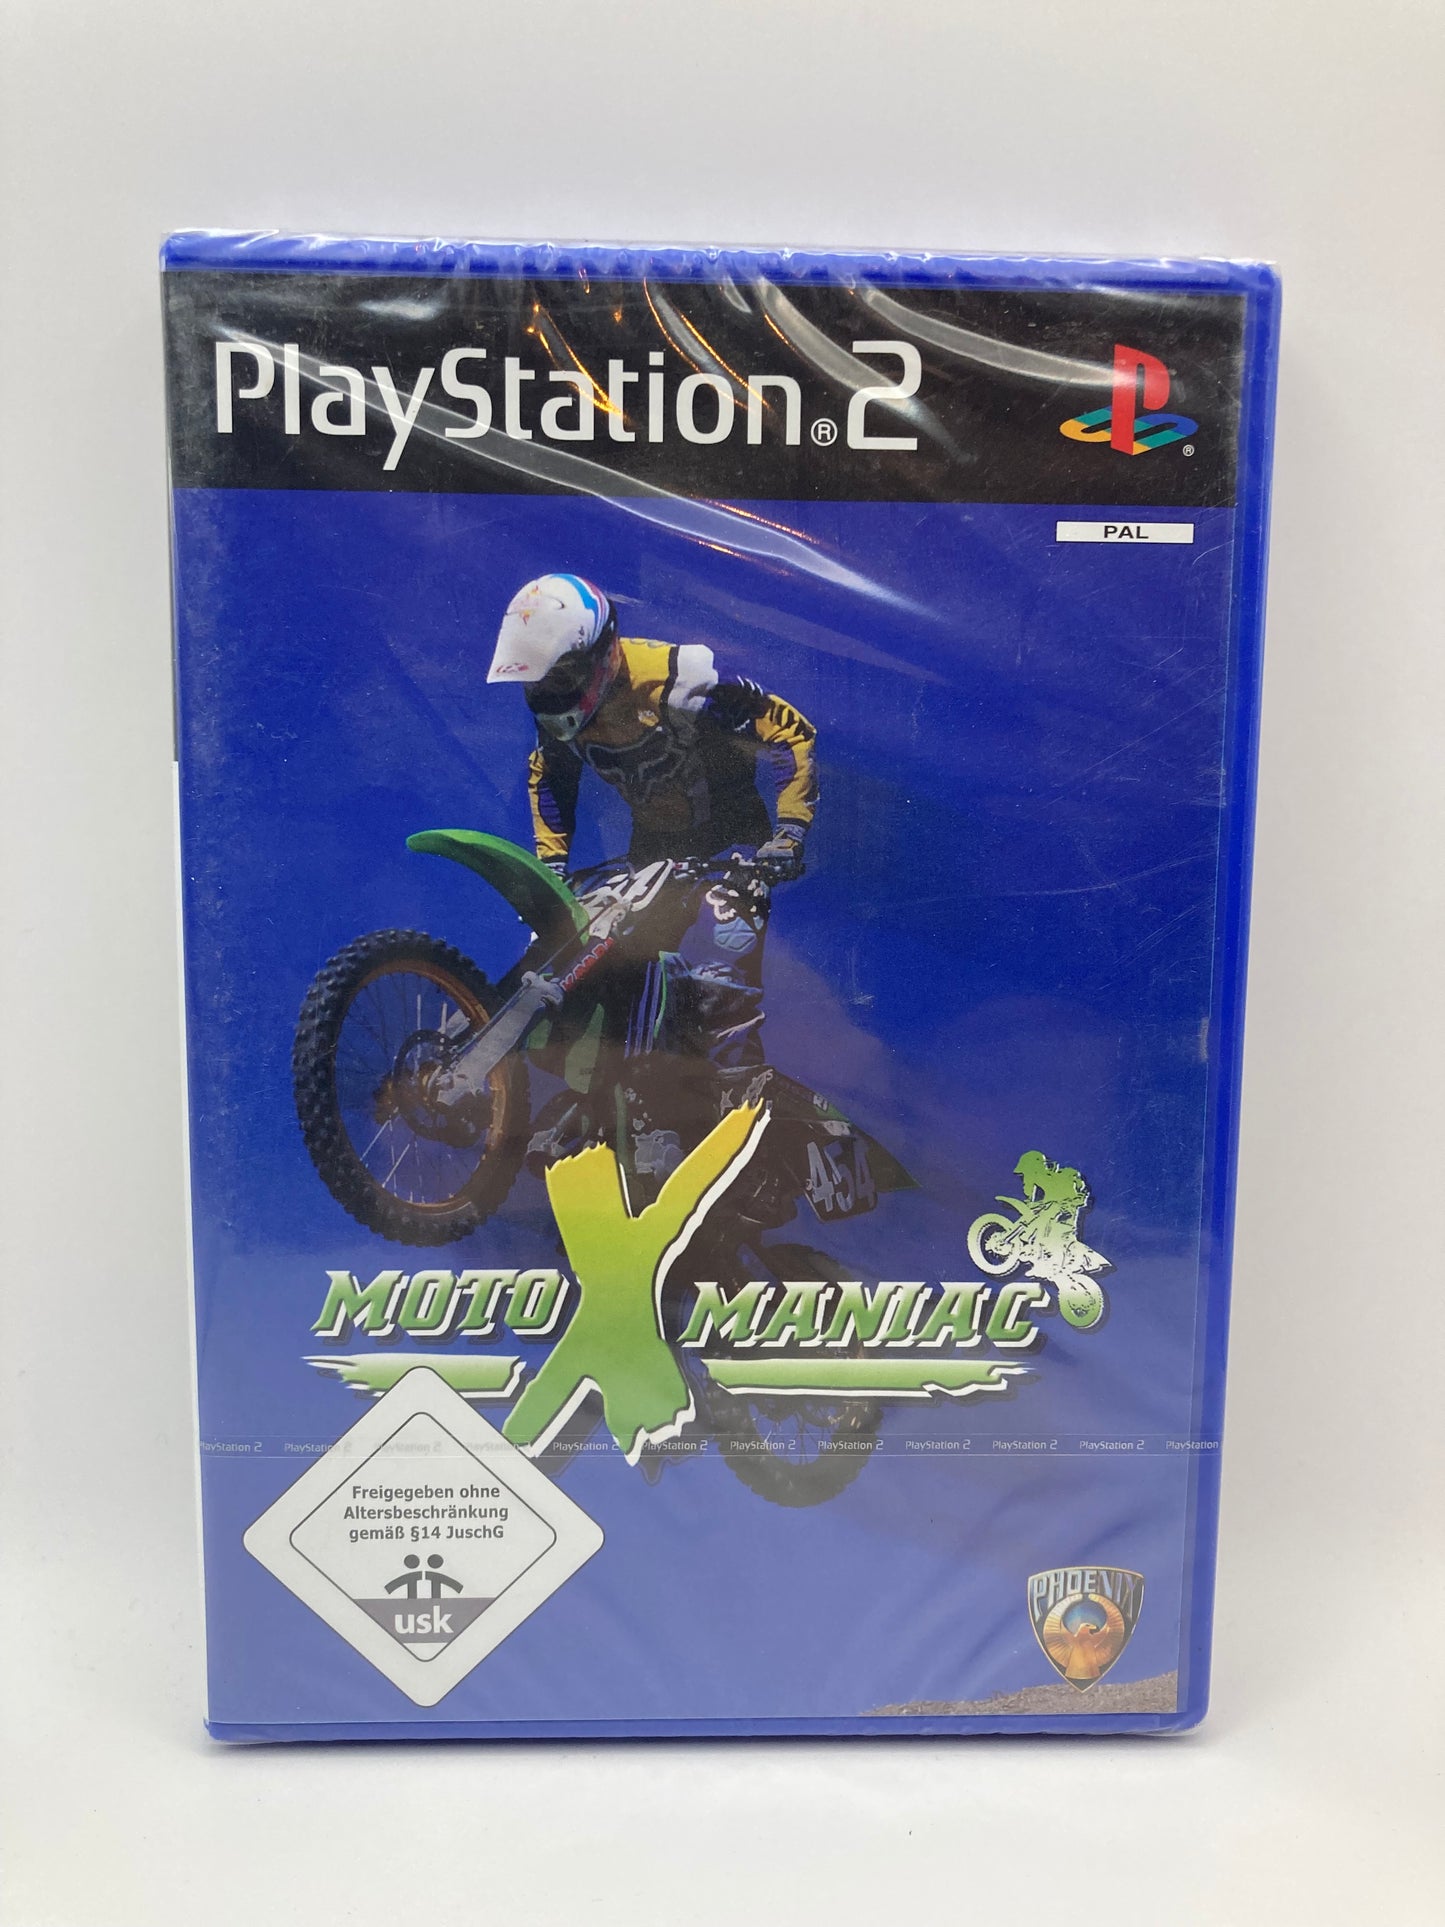 PlayStation®2
PAL
454
MOTO X MANIAC
PlayStation 2 PlayStation 2 PlayStation 2 PlayStation PlayStation 2 PlayStation 2 PlayStation 2 PlayStation 2 PlayStation 2 PlayStation 2 PlayStation 2 PlayStation
Freigegeben ohne
Altersbeschränkung
gemäß §14 JuschG
usk
PHOENIX